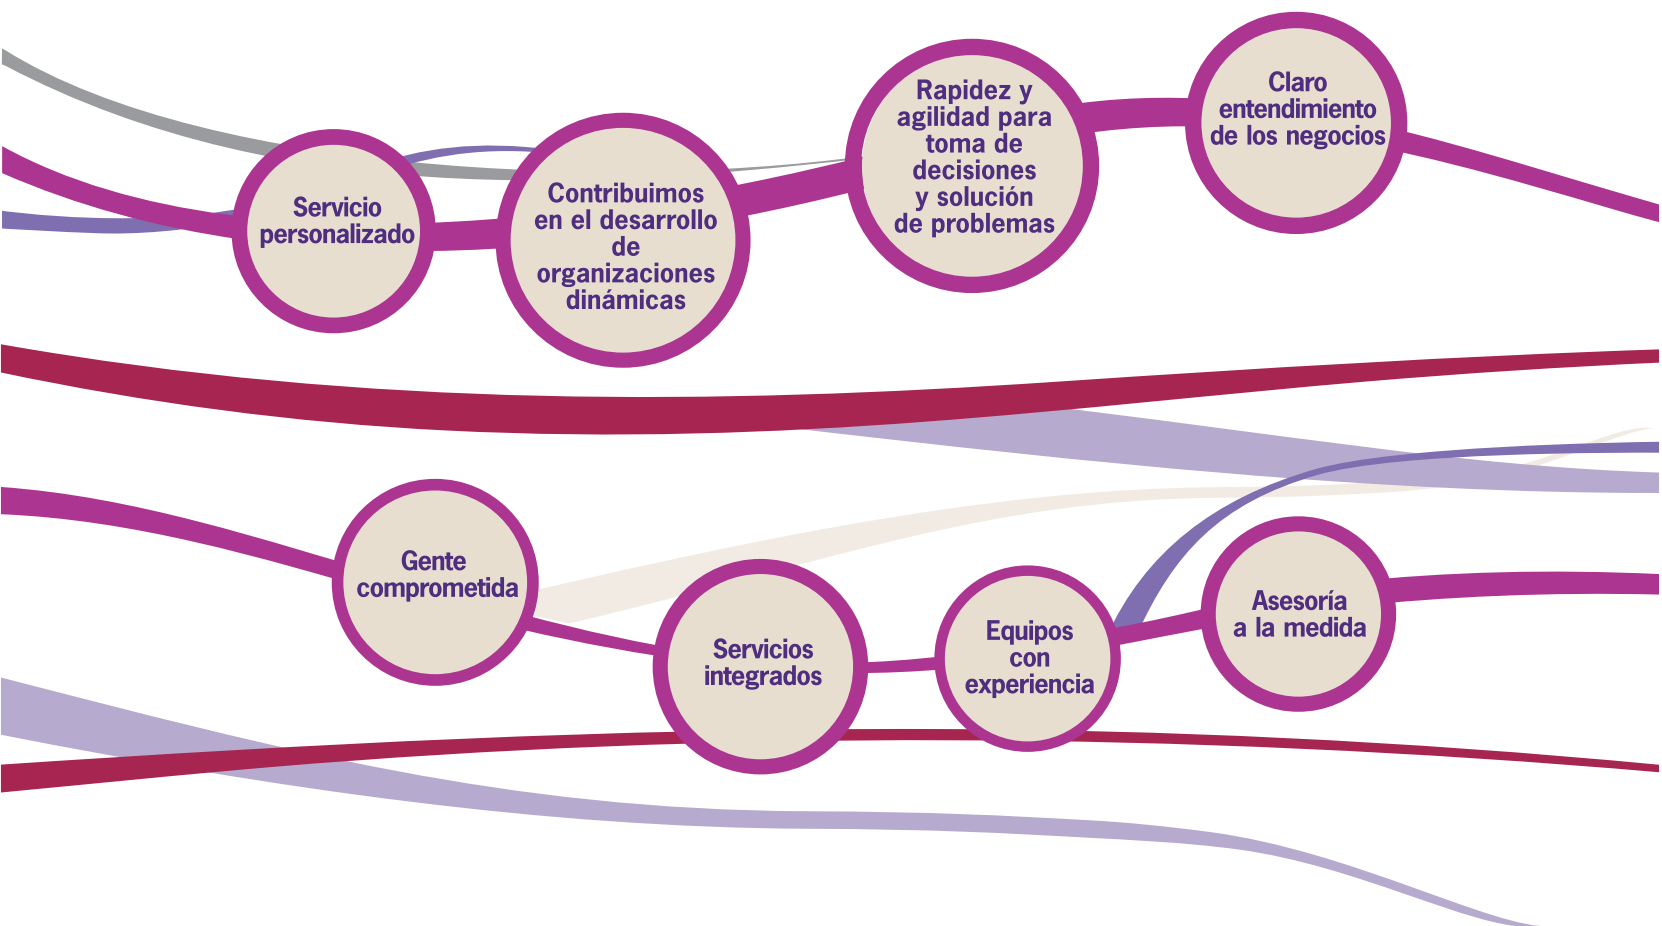 Servicio
personalizado
Contribuimos
en el desarrollo
de
organizaciones
dinámicas
Rapidez y
agilidad para
toma de
decisiones
y solución
de problemas
Claro
entendimiento
de los negocios
Gente
comprometida
Servicios
integrados
Equipos
con
experiencia
Asesoría
a la medida